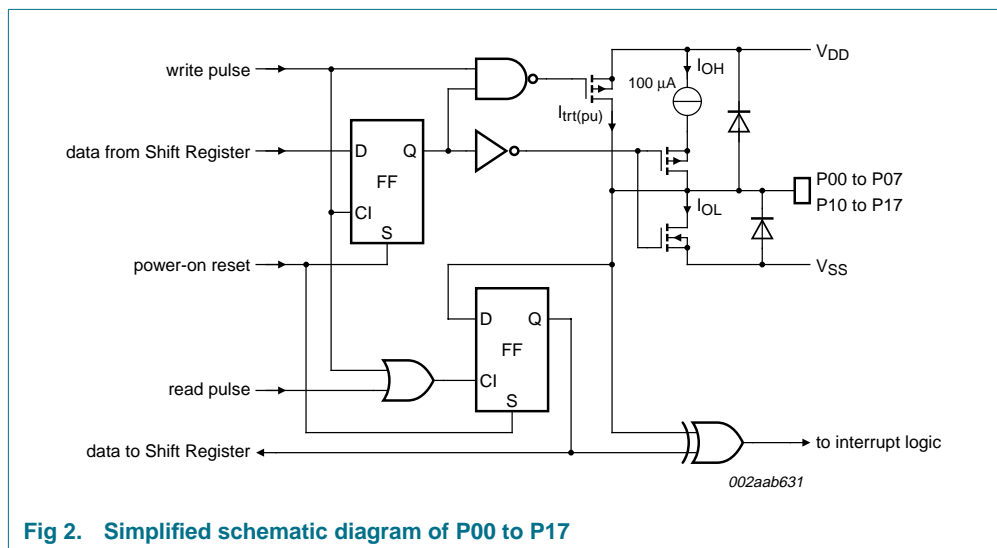 write pulse
data from Shift Register
power-on reset
read pulse
data to Shift Register
D
Q
FF
CI
S
D
Q
FF
CI
S
100 μA
IOH
Itrt(pu)
IOL
VDD
P00 to P07
P10 to P17
VSS
to interrupt logic
002aab631
Fig 2. Simplified schematic diagram of P00 to P17